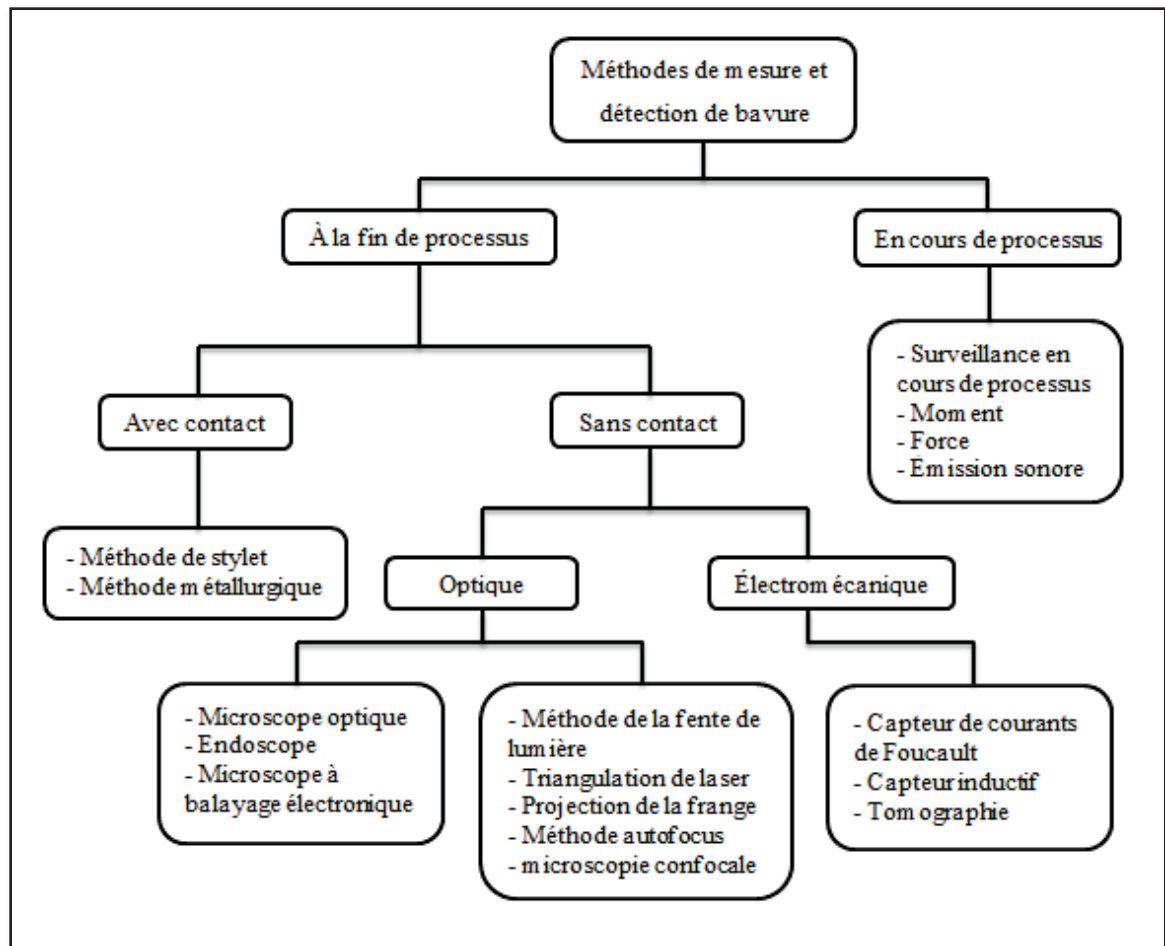 Méthodes de mesure et
détection de bavure
À la fin de processus
En cours de processus
- Surveillance en
cours de processus
- Moment
- Force
- Émission sonore
Avec contact
Sans contact
- Méthode de stylet
- Méthode métallurgique
Optique
Électromécanique
- Microscope optique
- Endoscope
- Microscope à
balayage électronique
- Méthode de la fente de
lumière
- Triangulation de laser
- Projection de la frange
- Méthode autofocus
- microscopie confocale
- Capteur de courants
de Foucault
- Capteur inductif
- Tomographie